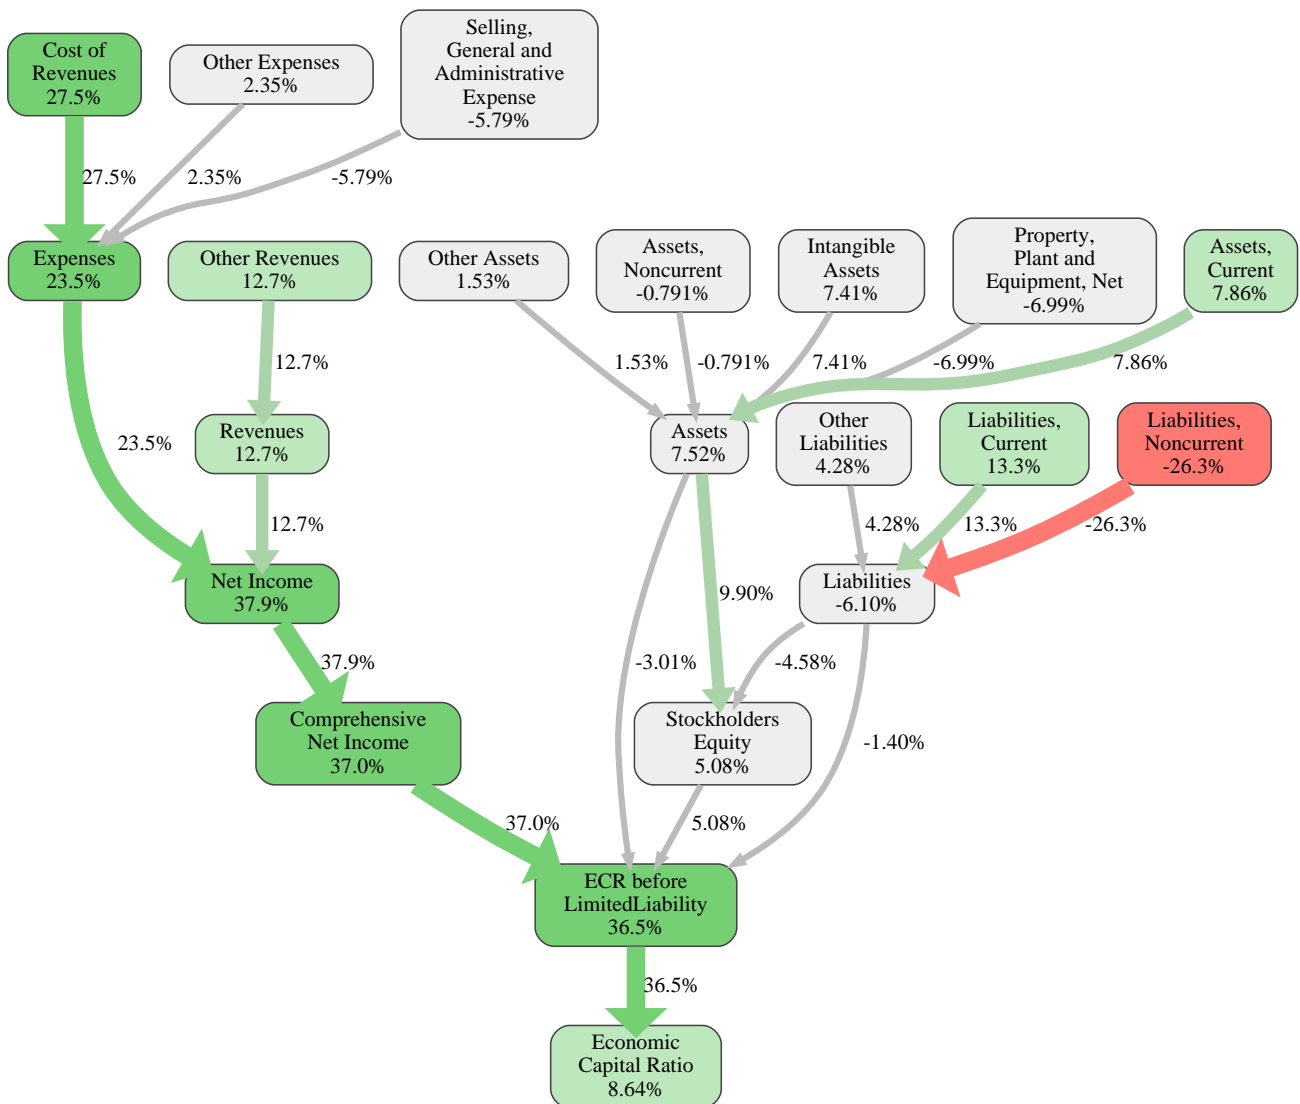 Cost of
Revenues
27.5%
Other Expenses
2.35%
Selling,
General and
Administrative
Expense
-5.79%
27.5%
2.35%
-5.79%
Expenses
23.5%
Other Revenues
12.7%
Other Assets
1.53%
Assets,
Noncurrent
-0.791%
Intangible
Assets
7.41%
Property,
Plant and
Equipment, Net
-6.99%
Assets,
Current
7.86%
12.7%
1.53%
-0.791%
7.41%
-6.99%
7.86%
23.5%
Revenues
12.7%
Assets
7.52%
Other
Liabilities
4.28%
Liabilities,
Current
13.3%
Liabilities,
Noncurrent
-26.3%
12.7%
4.28%
13.3%
-26.3%
Net Income
37.9%
9.90%
Liabilities
-6.10%
37.9%
-3.01%
-4.58%
Comprehensive
Net Income
37.0%
Stockholders
Equity
5.08%
-1.40%
37.0%
5.08%
ECR before
LimitedLiability
36.5%
36.5%
Economic
Capital Ratio
8.64%